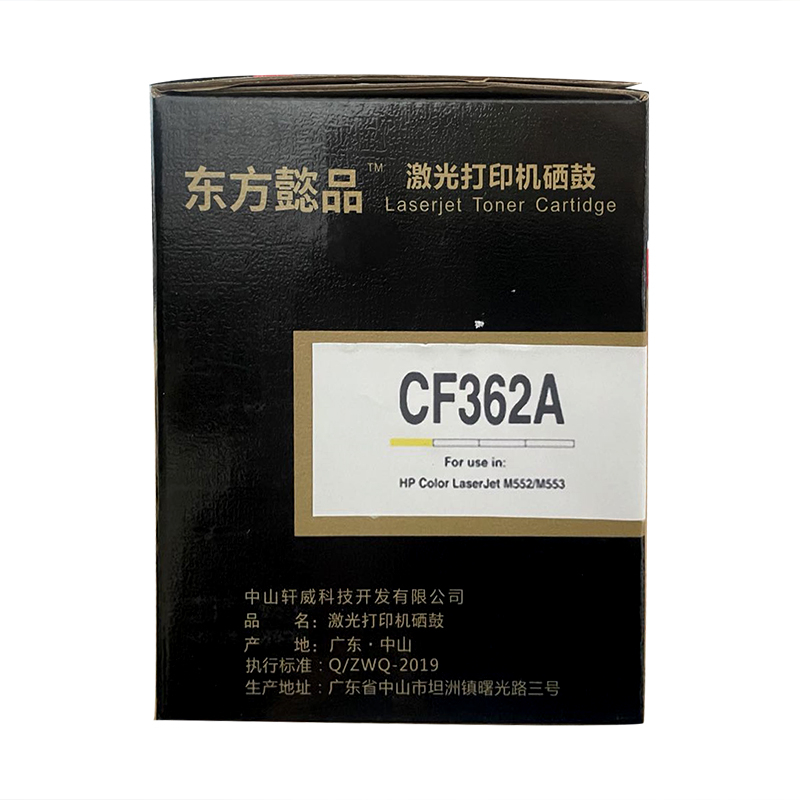 东方懿品™
激光打印机硒鼓
Laserjet Toner Cartidge
CF362A
For use in:
HP Color LaserJet M552/M553
中山轩威科技开发有限公司
品 名：激光打印机硒鼓
产 地：广东·中山
执行标准：Q/ZWQ-2019
生产地址：广东省中山市坦洲镇曙光路三号